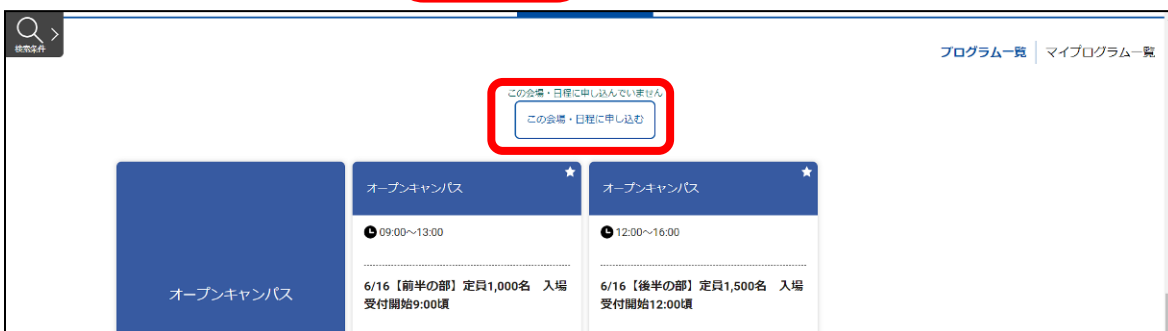 検索条件
プログラム一覧 マイプログラム一覧
この会場・日程に申し込んでいません
この会場・日程に申し込む
オープンキャンパス
オープンキャンパス
09:00～13:00
6/16【前半の部】定員1,000名　入場
受付開始9:00頃
オープンキャンパス
12:00～16:00
6/16【後半の部】定員1,500名　入場
受付開始12:00頃